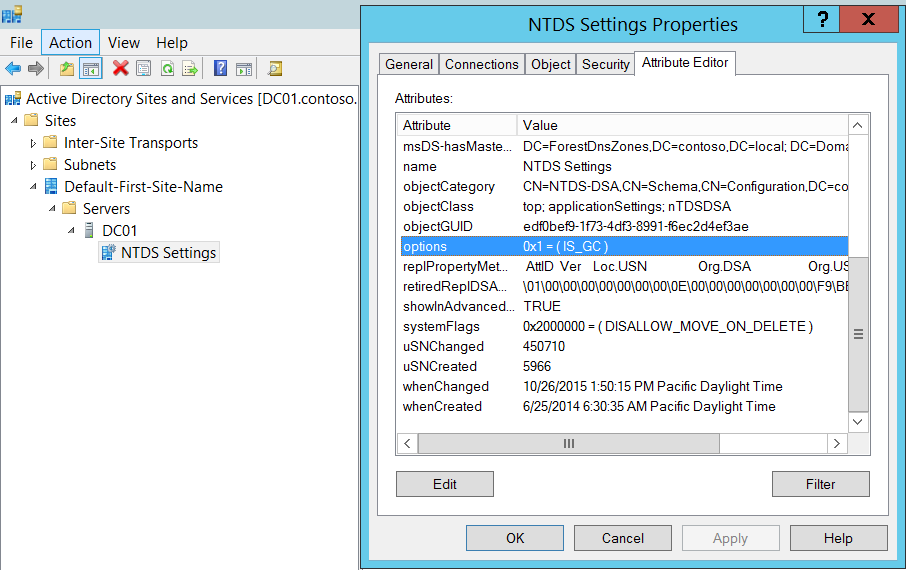 File Action View Help
Active Directory Sites and Services [DC01.contoso.
Sites
Inter-Site Transports
Subnets
Default-First-Site-Name
Servers
DC01
NTDS Settings
NTDS Settings Properties
? X
General Connections Object Security Attribute Editor
Attributes:
Attribute Value
msDS-hasMaste... DC=ForestDnsZones,DC=contoso,DC=local; DC=Doma
name NTDS Settings
objectCategory CN=NTDS-DSA,CN=Schema,CN=Configuration,DC=co
objectClass top; applicationSettings; nTDSDSA
objectGUID edf0bef9-1f73-4df3-8991-f6ec2d4ef3ae
options 0x1 = ( IS_GC )
replPropertyMet... AttID Ver Loc.USN Org.DSA Org.US
retiredReplDSA... \01\00\00\00\00\00\00\00\0E\00\00\00\00\00\00\00\F9\BE
showInAdvanced... TRUE
systemFlags 0x2000000 = ( DISALLOW_MOVE_ON_DELETE )
uSNChanged 450710
uSNCreated 5966
whenChanged 10/26/2015 1:50:15 PM Pacific Daylight Time
whenCreated 6/25/2014 6:30:35 AM Pacific Daylight Time
Edit Filter
OK Cancel Apply Help